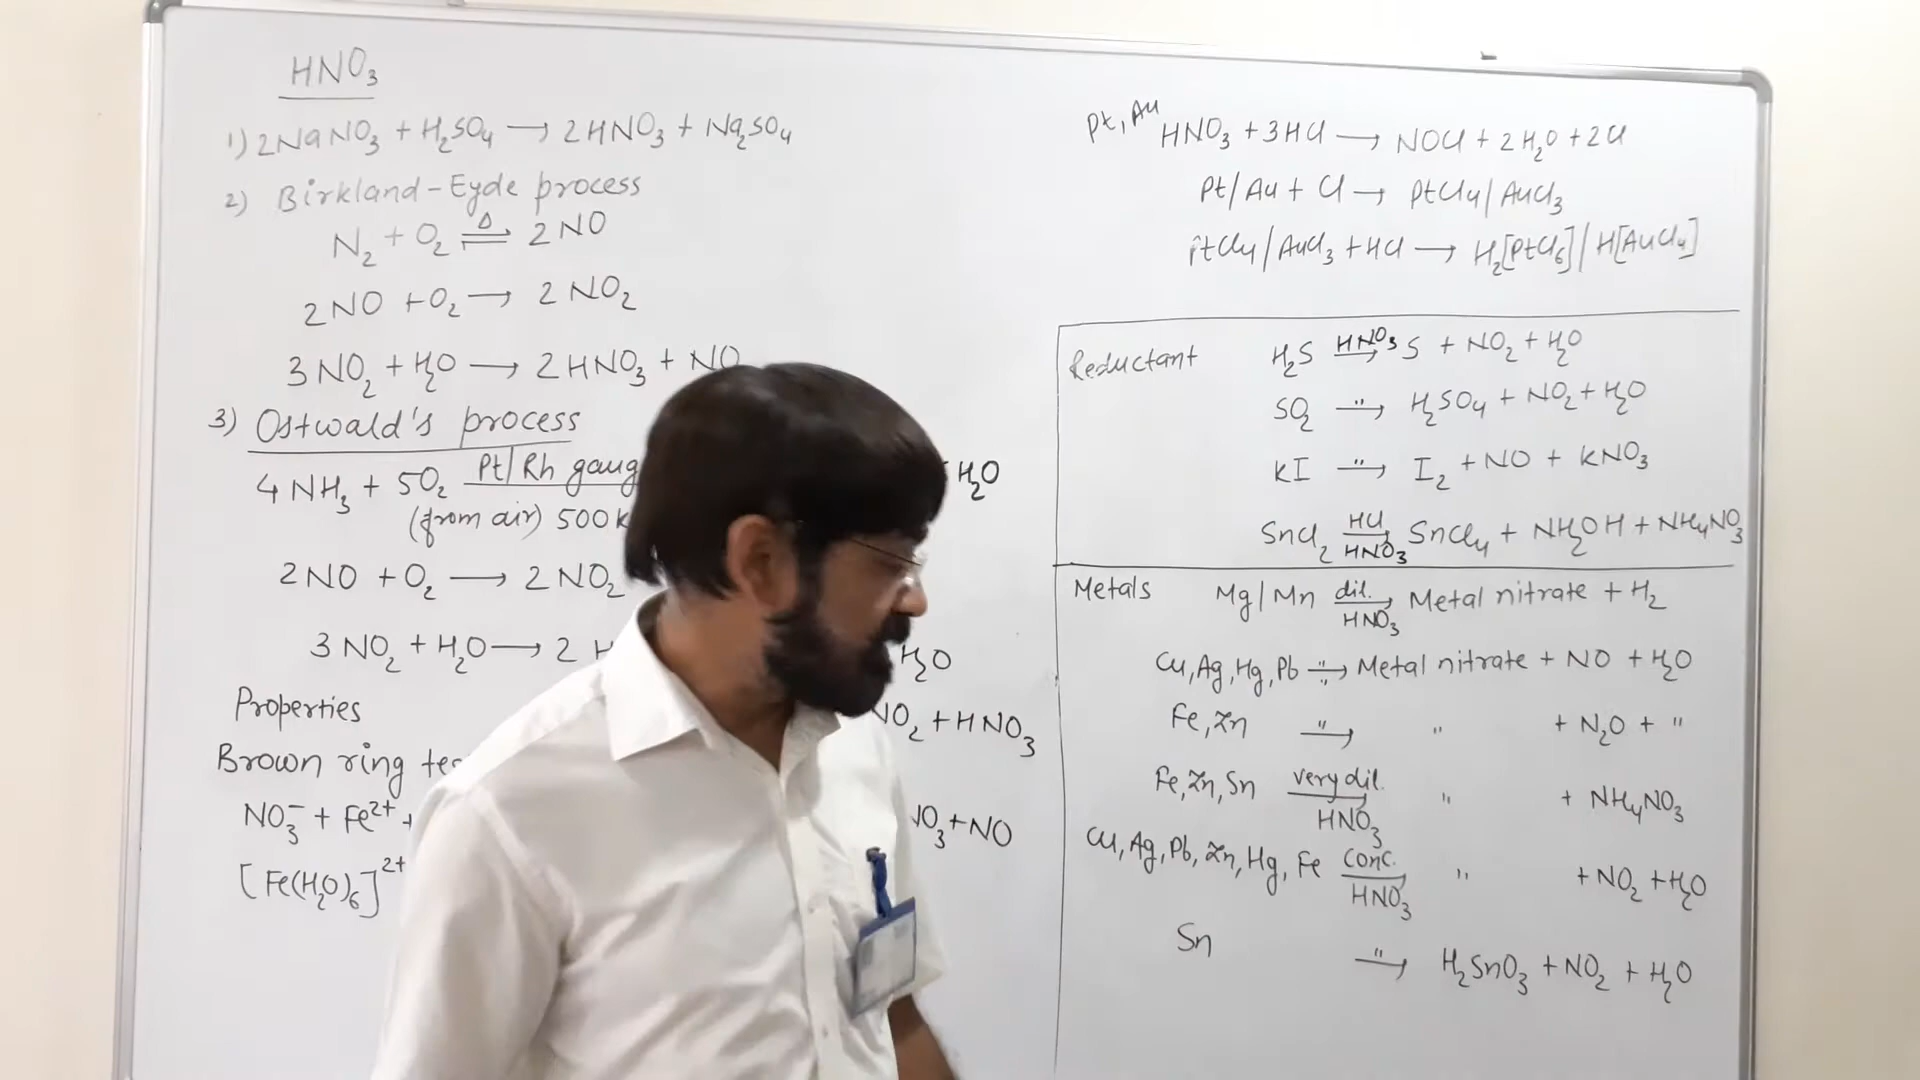 HNO₃
1) 2NaNO₃ + H₂SO₄ → 2HNO₃ + Na₂SO₄
2) Birkland-Eyde process
N₂ + O₂ ⇌ 2NO
Δ
2NO + O₂ → 2NO₂
3NO₂ + H₂O → 2HNO₃ + NO
3) Ostwald's process
4NH₃ + 5O₂ Pt/Rh gaug
H₂O
(from air) 500 k
2NO + O₂ → 2NO₂
3NO₂ + H₂O → 2 H
H₂O
Properties
NO₂ + HNO₃
Brown ring tes
NO₃⁻ + Fe²⁺ +
NO₃ + NO
[Fe(H₂O)₆]²⁺
Pt, Au
HNO₃ + 3HCl → NOCl + 2H₂O + 2Cl
Pt/Au + Cl → PtCl₄/AuCl₃
PtCl₄/AuCl₃ + HCl → H₂[PtCl₆]/H[AuCl₄]
Reductant H₂S HNO₃→ S + NO₂ + H₂O
SO₂ "→ H₂SO₄ + NO₂ + H₂O
KI "→ I₂ + NO + KNO₃
SnCl₂ HCl→ HNO₃ SnCl₄ + NH₂OH + NH₄NO₃
Metals Mg/Mn dil.→ HNO₃ Metal nitrate + H₂
Cu, Ag, Hg, Pb "→ " Metal nitrate + NO + H₂O
Fe, Zn "→ " + N₂O + "
Fe, Zn, Sn very dil.→ HNO₃ " + NH₄NO₃
Cu, Ag, Pb, Zn, Hg, Fe conc.→ HNO₃ " + NO₂ + H₂O
Sn "→ H₂SnO₃ + NO₂ + H₂O